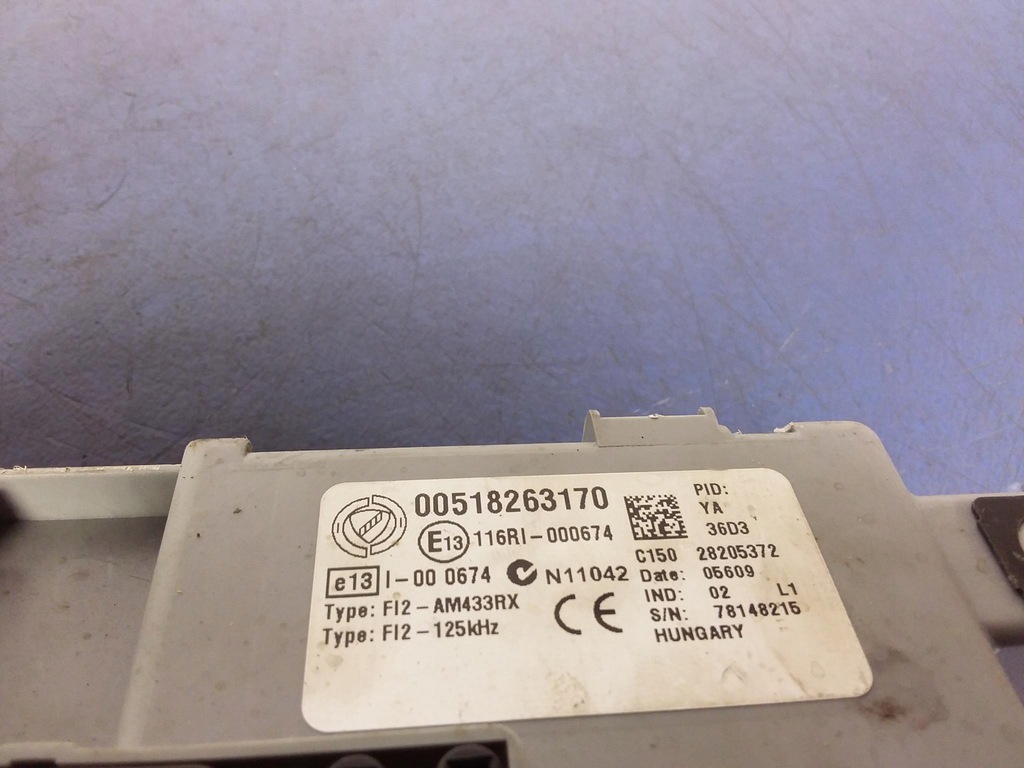 00518263170
E13 116RI-000674
e13 I-00 0674 N11042
Type: FI2-AM433RX
Type: FI2-125kHz
CE
PID:
YA
36D3
C150 28205372
Date: 05609
IND: 02 L1
S/N: 78148215
HUNGARY